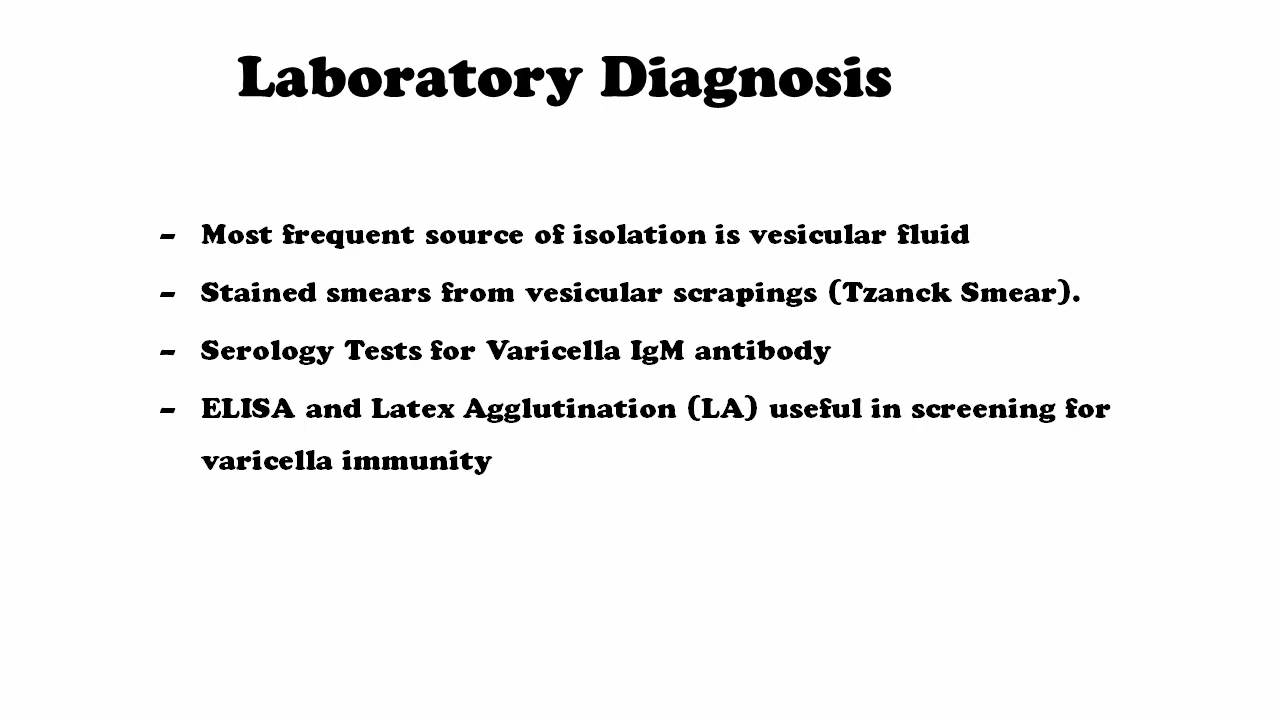 Laboratory Diagnosis
– Most frequent source of isolation is vesicular fluid
– Stained smears from vesicular scrapings (Tzanck Smear).
– Serology Tests for Varicella IgM antibody
– ELISA and Latex Agglutination (LA) useful in screening for
varicella immunity